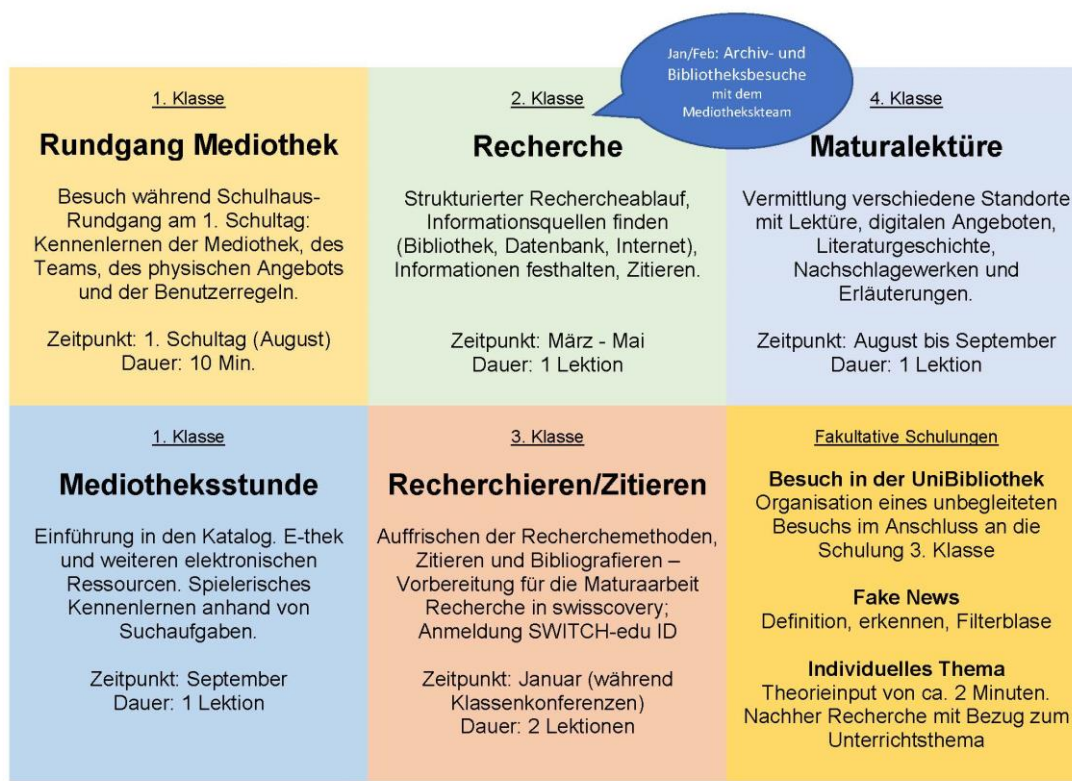 Jan/Feb: Archiv- und
Bibliotheksbesuche
mit dem
Mediothekskteam
1. Klasse
Rundgang Mediothek
Besuch während Schulhaus-
Rundgang am 1. Schultag:
Kennenlernen der Mediothek, des
Teams, des physischen Angebots
und der Benutzerregeln.
Zeitpunkt: 1. Schultag (August)
Dauer: 10 Min.
2. Klasse
Recherche
Strukturierter Rechercheablauf,
Informationsquellen finden
(Bibliothek, Datenbank, Internet),
Informationen festhalten, Zitieren.
Zeitpunkt: März - Mai
Dauer: 1 Lektion
4. Klasse
Maturalektüre
Vermittlung verschiedene Standorte
mit Lektüre, digitalen Angeboten,
Literaturgeschichte,
Nachschlagewerken und
Erläuterungen.
Zeitpunkt: August bis September
Dauer: 1 Lektion
1. Klasse
Mediotheksstunde
Einführung in den Katalog. E-thek
und weiteren elektronischen
Ressourcen. Spielerisches
Kennenlernen anhand von
Suchaufgaben.
Zeitpunkt: September
Dauer: 1 Lektion
3. Klasse
Recherchieren/Zitieren
Auffrischen der Recherchemethoden,
Zitieren und Bibliografieren –
Vorbereitung für die Maturaarbeit
Recherche in swisscovery;
Anmeldung SWITCH-edu ID
Zeitpunkt: Januar (während
Klassenkonferenzen)
Dauer: 2 Lektionen
Fakultative Schulungen
Besuch in der UniBibliothek
Organisation eines unbegleiteten
Besuchs im Anschluss an die
Schulung 3. Klasse
Fake News
Definition, erkennen, Filterblase
Individuelles Thema
Theorieinput von ca. 2 Minuten.
Nachher Recherche mit Bezug zum
Unterrichtsthema